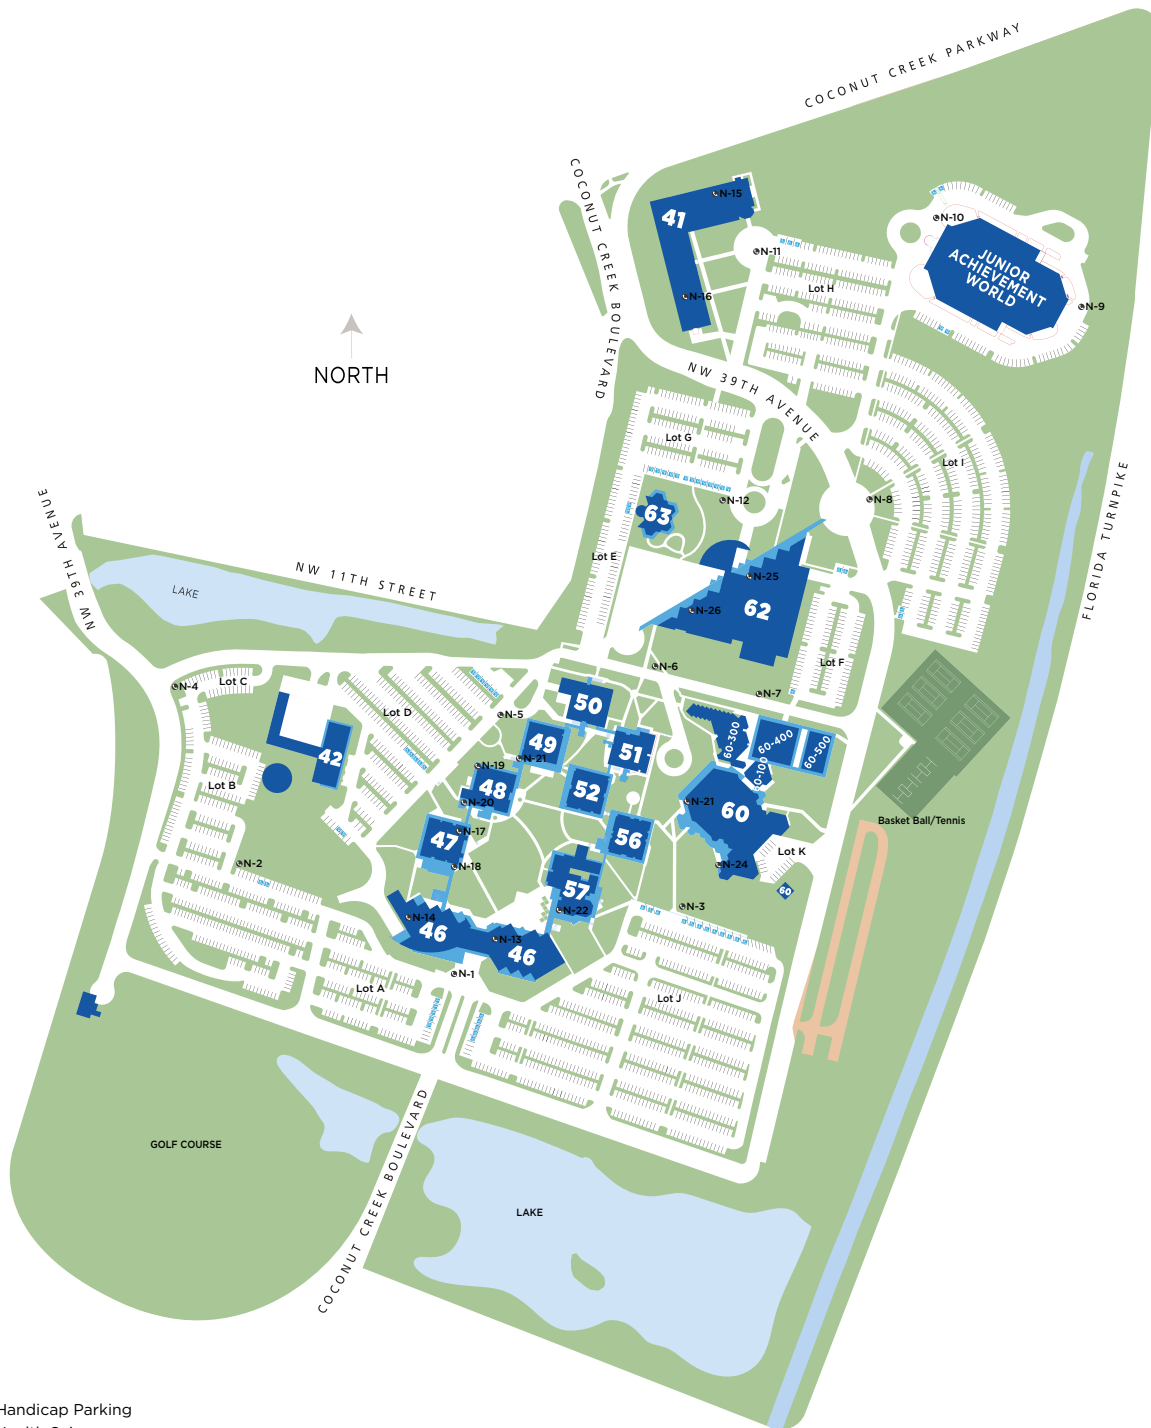 COCONUT CREEK PARKWAY
COCONUT CREEK BOULEVARD
N-15
41
N-10
N-11
JUNIOR
ACHIEVEMENT
WORLD
N-16
Lot H
N-9
NORTH
NW 39TH AVENUE
Lot G
Lot I
FLORIDA TURNPIKE
N-12
N-8
63
NW 39TH AVENUE
Lot E
NW 11TH STREET
LAKE
N-25
N-26
62
N-6
Lot F
N-4
Lot C
N-7
50
Lot D
N-5
60-300
60-400
60-500
49
51
42
N-21
N-19
60-100
Lot B
48
52
N-20
N-21
60
Basket Ball/Tennis
47
N-17
56
Lot K
N-2
N-18
N-24
57
60
N-14
N-22
N-3
46
N-13
46
N-1
Lot A
Lot J
GOLF COURSE
COCONUT CREEK BOULEVARD
LAKE
Handicap Parking